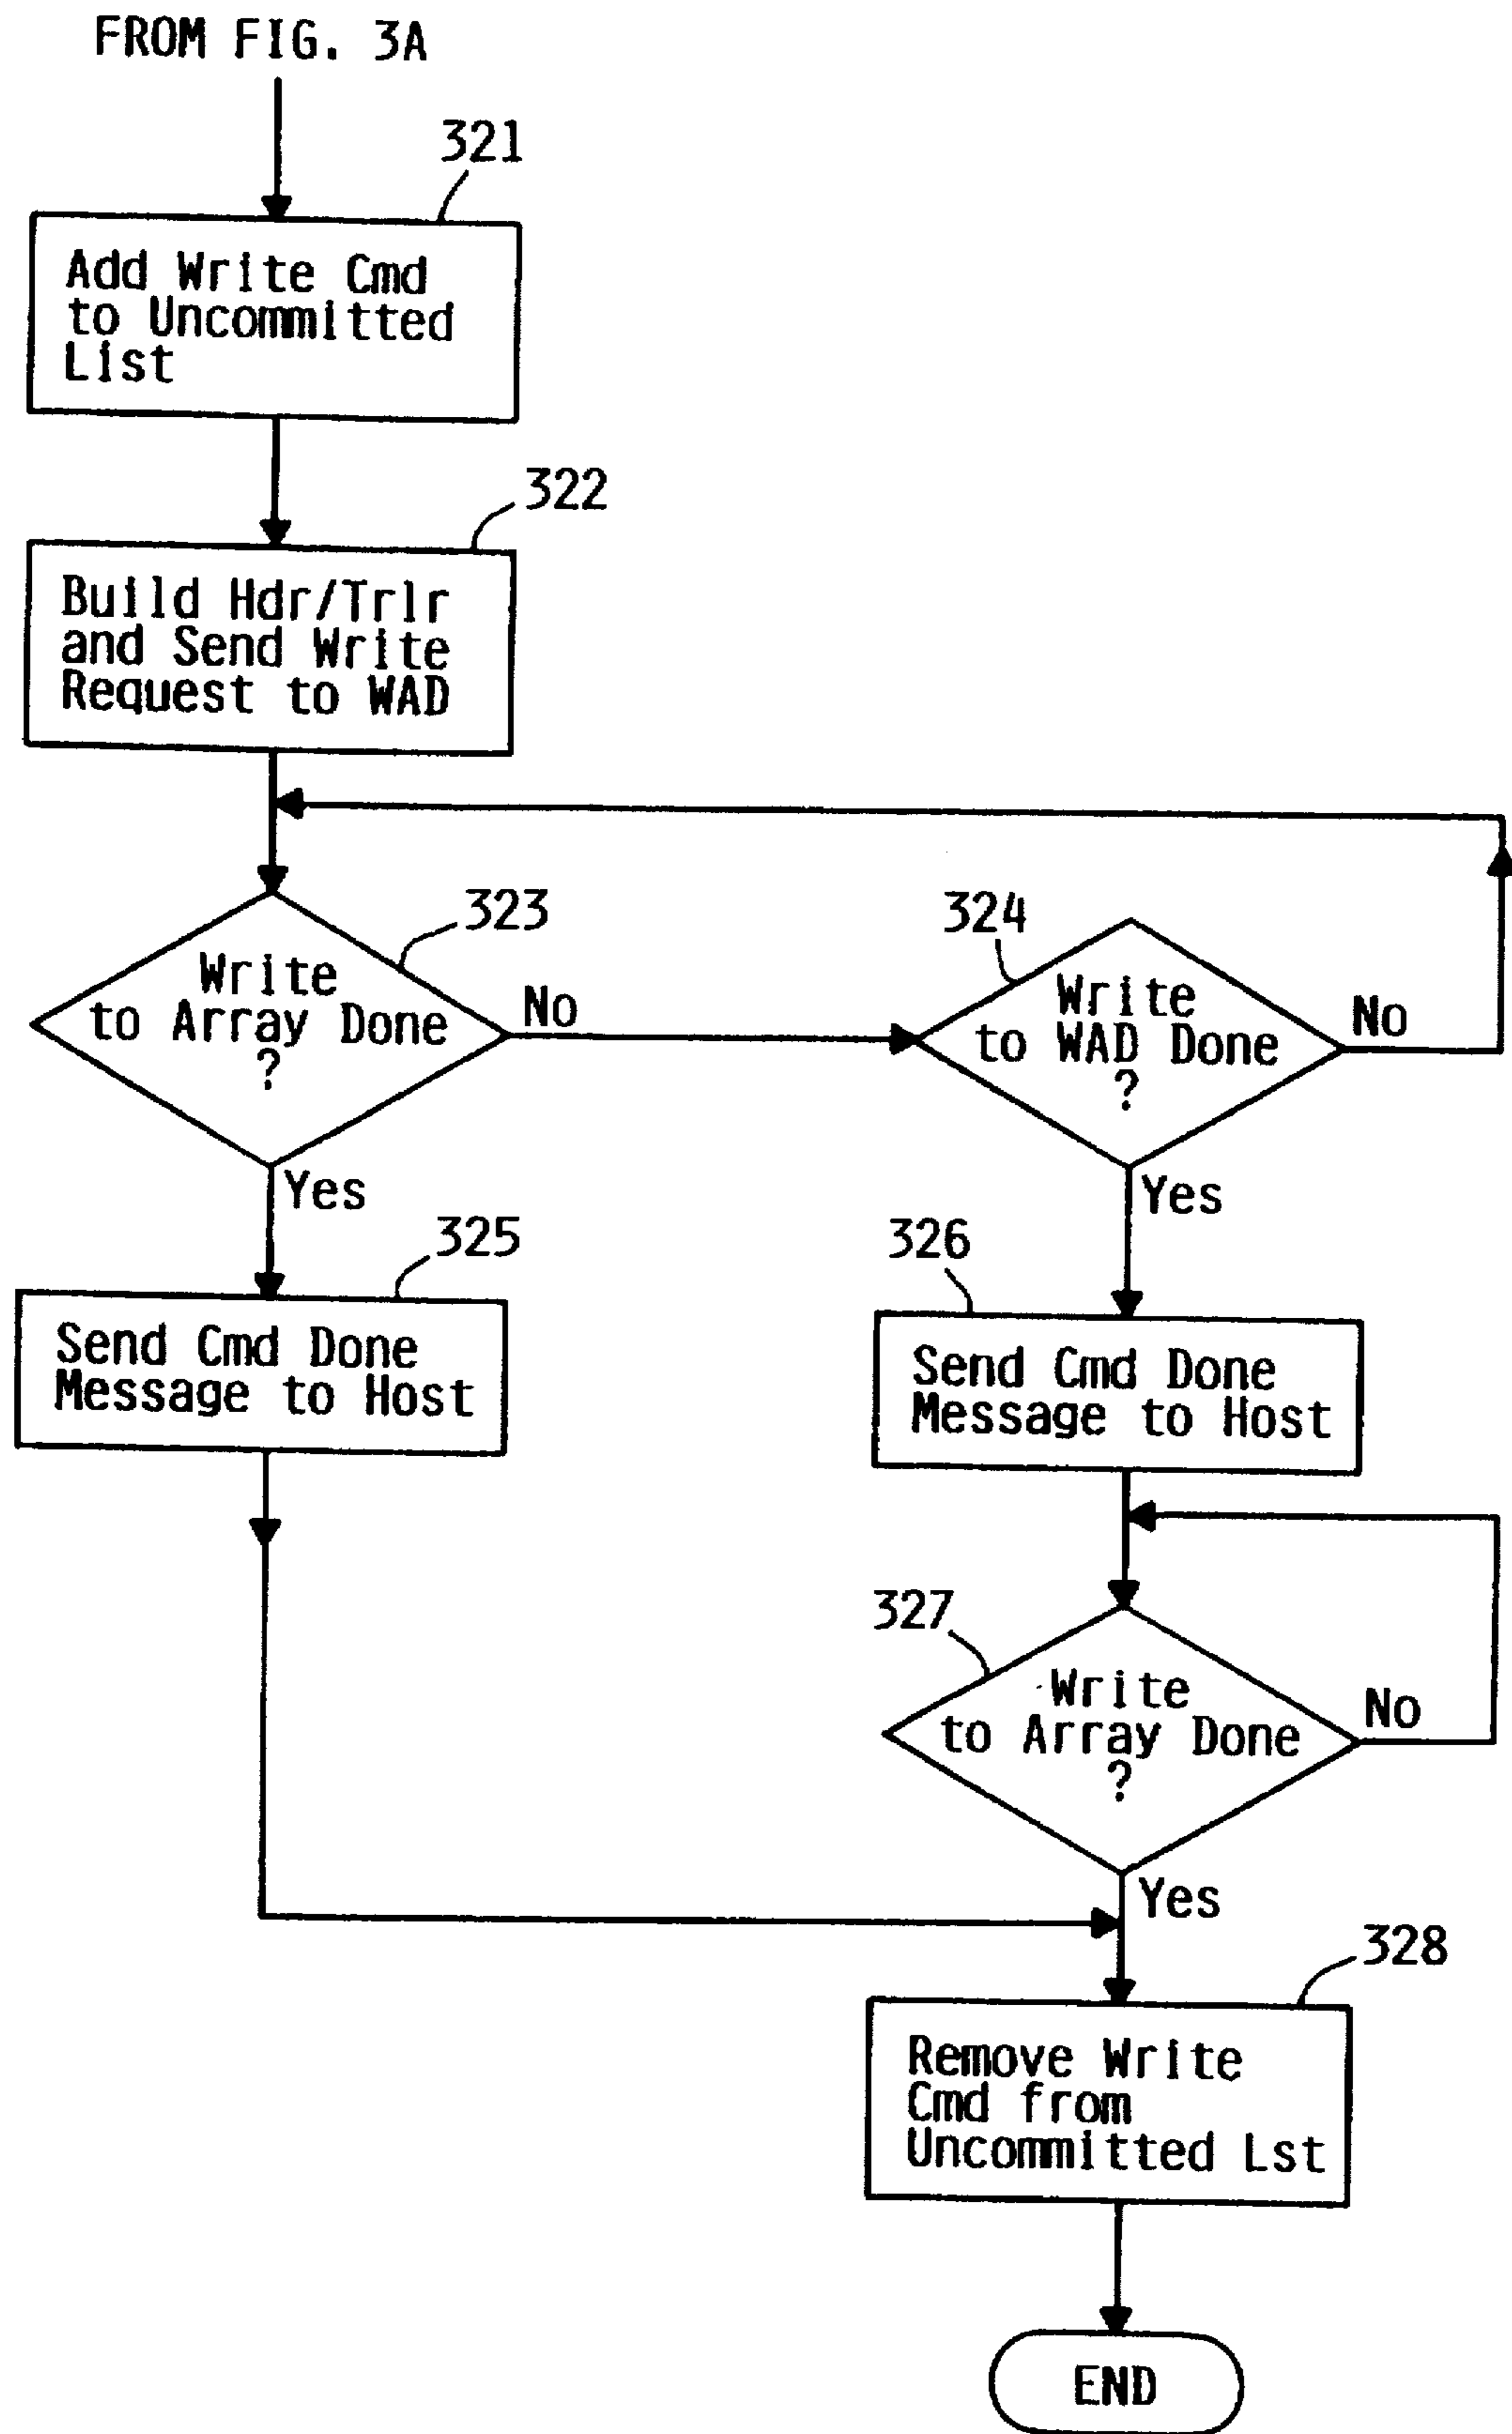 FROM FIG. 3A
321
Add Write Cmd
to Uncommitted
List
322
Build Hdr/Trlr
and Send Write
Request to WAD
323
Write
to Array Done
?
No
324
Write
to WAD Done
?
No
Yes
Yes
325
Send Cmd Done
Message to Host
326
Send Cmd Done
Message to Host
327
Write
to Array Done
?
No
Yes
328
Remove Write
Cmd from
Uncommitted Lst
END